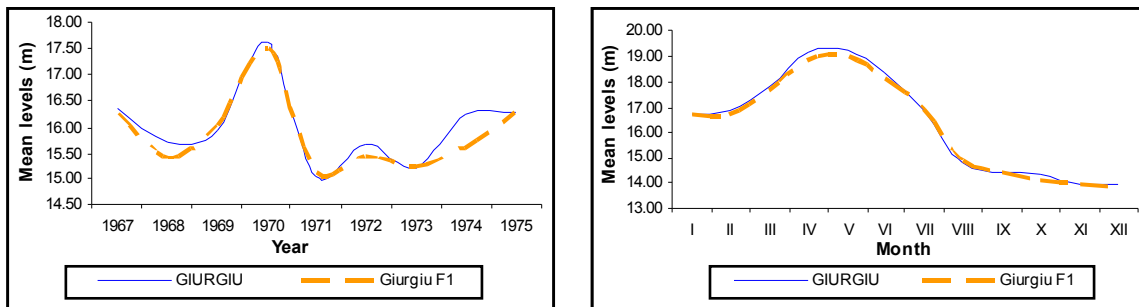 Mean levels (m)
18.00
17.50
17.00
16.50
16.00
15.50
15.00
14.50
1967 1968 1969 1970 1971 1972 1973 1974 1975
Year
GIURGIU Giurgiu F1
Mean levels (m)
20.00
19.00
18.00
17.00
16.00
15.00
14.00
13.00
I II III IV V VI VII VIII IX X XI XII
Month
GIURGIU Giurgiu F1